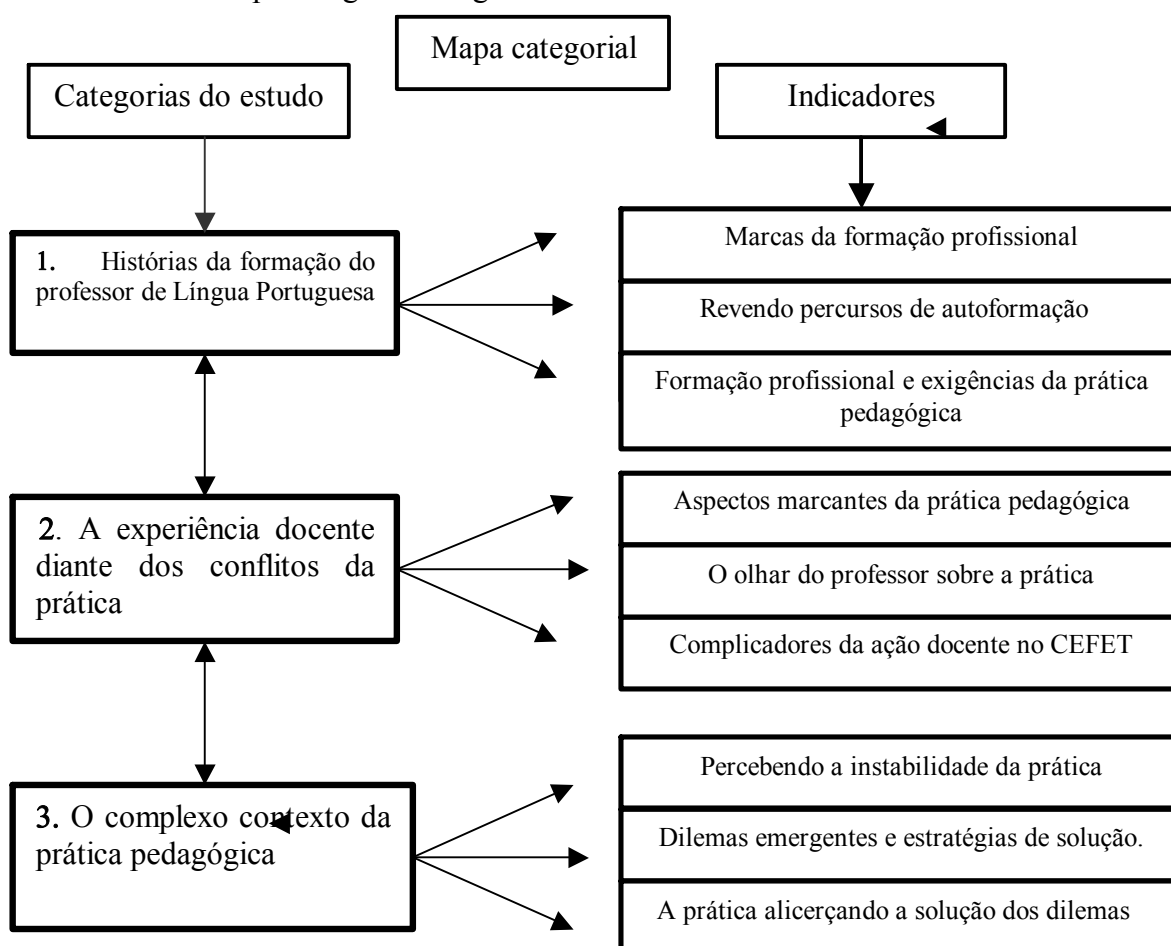 Mapa categorial
Categorias do estudo
Indicadores
1. Histórias da formação do
professor de Língua Portuguesa
Marcas da formação profissional
Revendo percursos de autoformação
Formação profissional e exigências da prática
pedagógica
2. A experiência docente
diante dos conflitos da
prática
Aspectos marcantes da prática pedagógica
O olhar do professor sobre a prática
Complicadores da ação docente no CEFET
3. O complexo contexto da
prática pedagógica
Percebendo a instabilidade da prática
Dilemas emergentes e estratégias de solução.
A prática alicerçando a solução dos dilemas